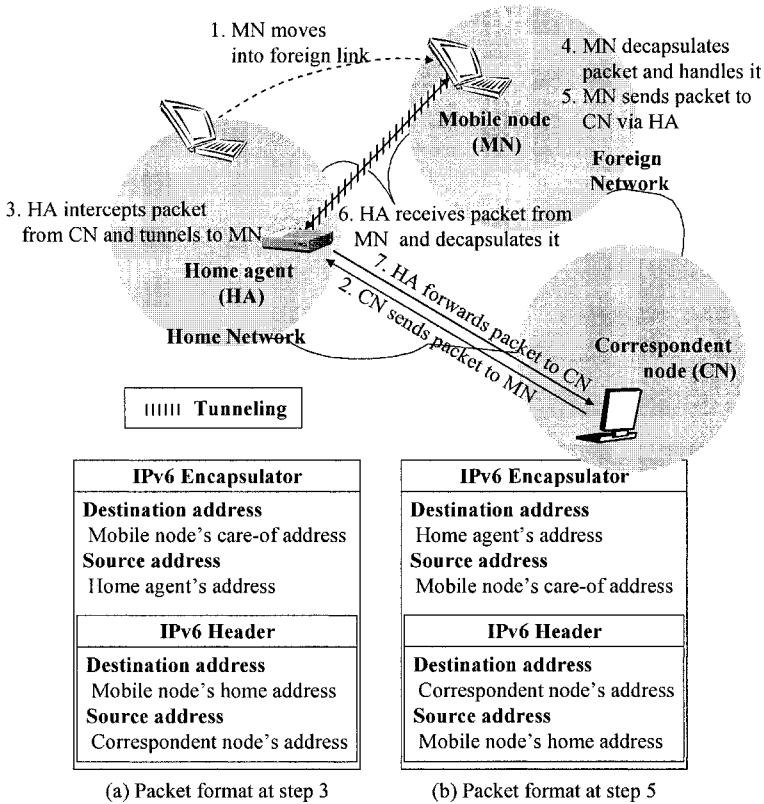 1. MN moves
into foreign link
4. MN decapsulates
packet and handles it
5. MN sends packet to
CN via HA
Mobile node
(MN)
Foreign
Network
3. HA intercepts packet
from CN and tunnels to MN
6. HA receives packet from
MN and decapsulates it
Home agent
(HA)
Home Network
7. HA forwards packet to CN
2. CN sends packet to MN
Correspondent
node (CN)
Tunneling
IPv6 Encapsulator
Destination address
Mobile node's care-of address
Source address
Home agent's address
IPv6 Header
Destination address
Mobile node's home address
Source address
Correspondent node's address
(a) Packet format at step 3
IPv6 Encapsulator
Destination address
Home agent's address
Source address
Mobile node's care-of address
IPv6 Header
Destination address
Correspondent node's address
Source address
Mobile node's home address
(b) Packet format at step 5